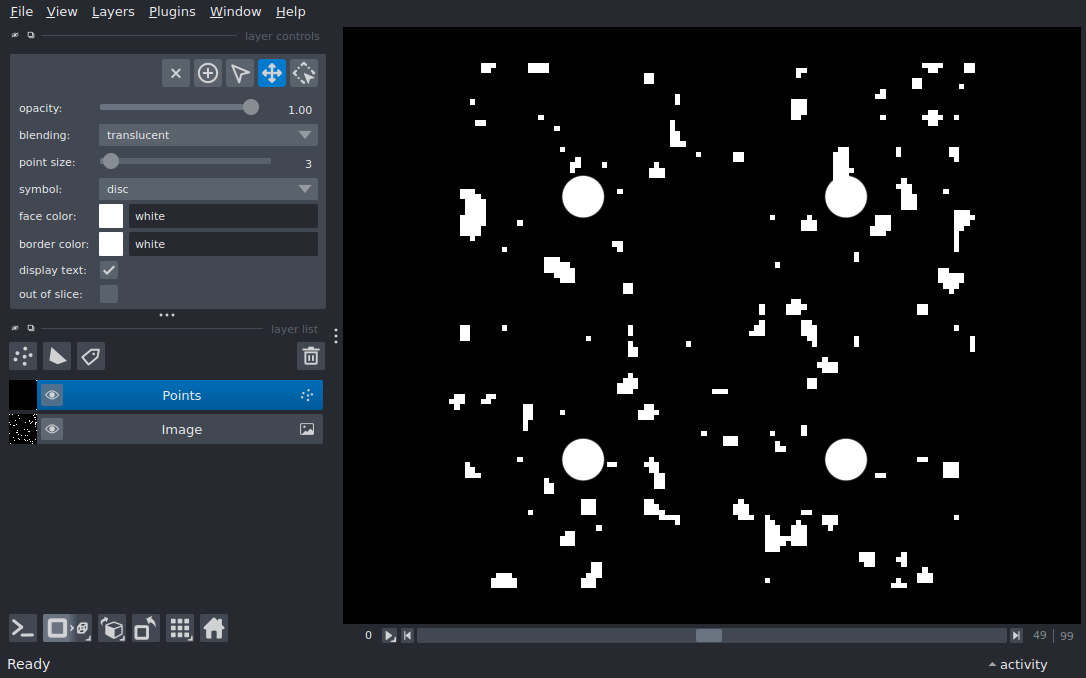 File View Layers Plugins Window Help
layer controls
opacity: 1.00
blending: translucent
point size: 3
symbol: disc
face color: white
border color: white
display text:
out of slice:
layer list
Points
Image
0 49 99
Ready activity